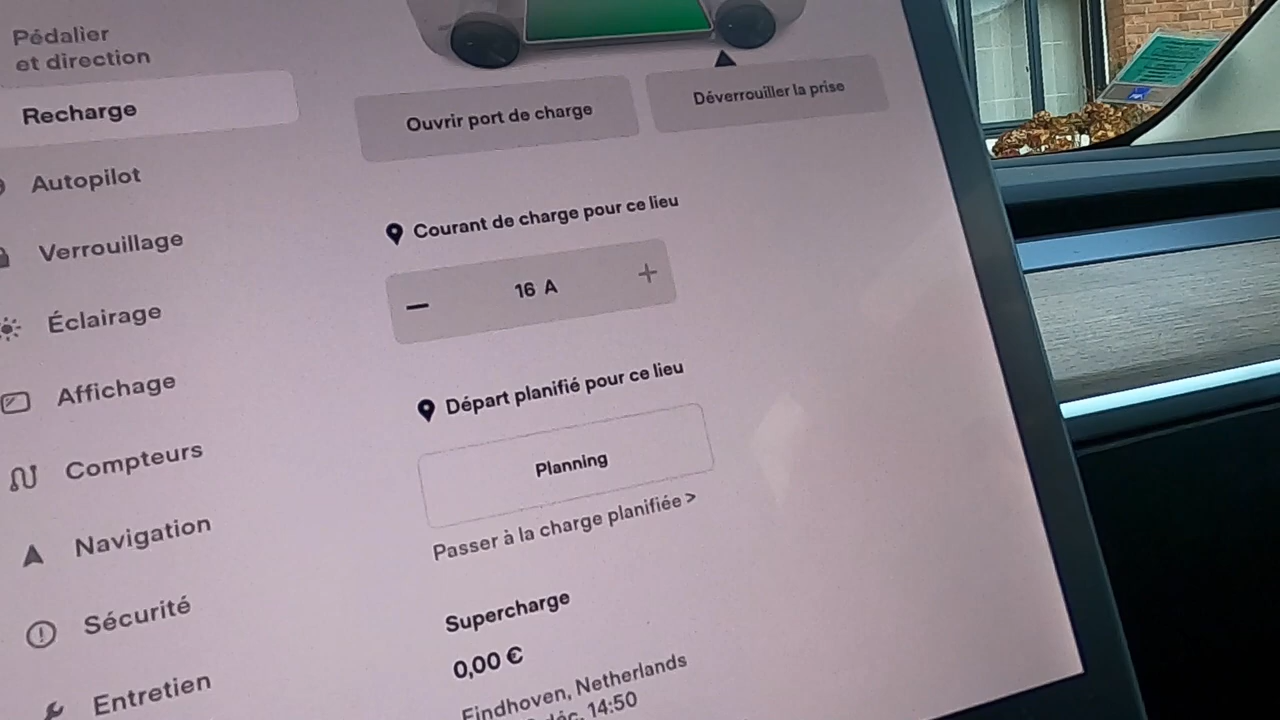 Pédalier
et direction
Recharge
Autopilot
Verrouillage
Éclairage
Affichage
Compteurs
Navigation
Sécurité
Entretien
Ouvrir port de charge
Déverrouiller la prise
Courant de charge pour ce lieu
− 16 A +
Départ planifié pour ce lieu
Planning
Passer à la charge planifiée >
Supercharge
0,00 €
Eindhoven, Netherlands
déc. 14:50